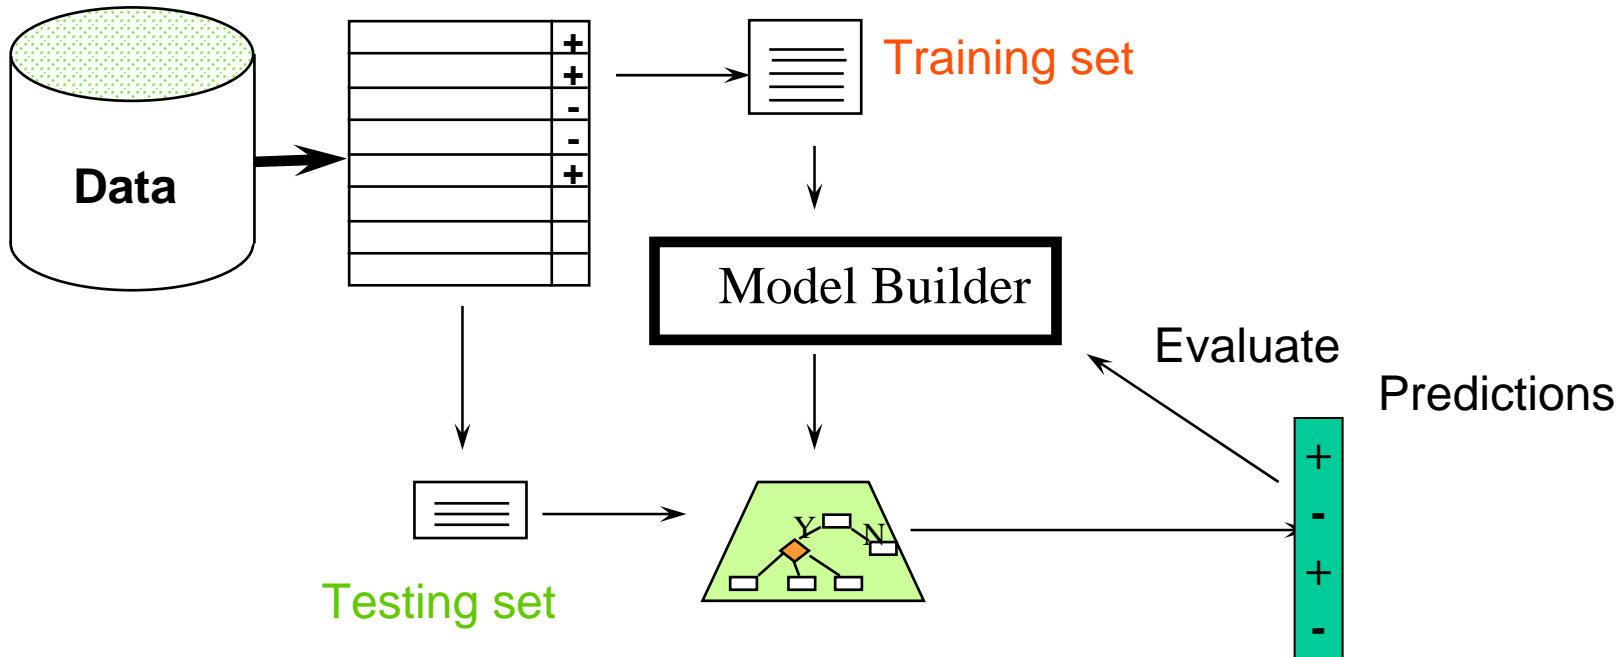 Data
+
+
-
-
+
Training set
Model Builder
Evaluate
Predictions
Y
N
Testing set
+
-
+
-